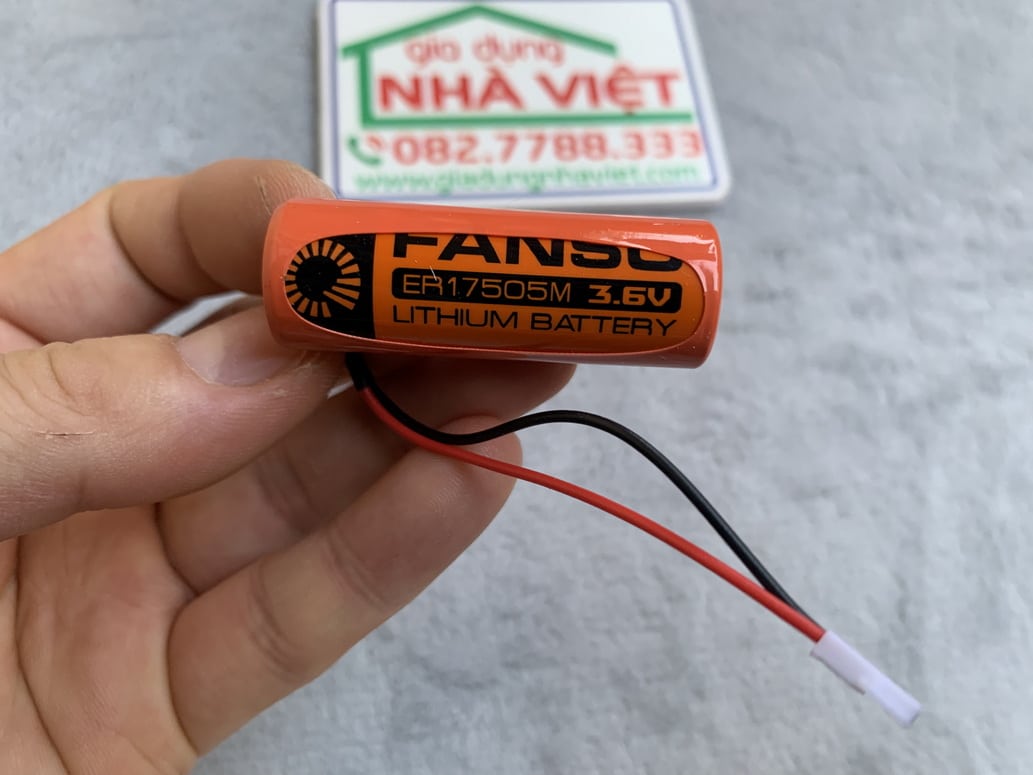 gia dụng
NHÀ VIỆT
082.7788.333
www.giadungnhaviet.com
FANSO
ER17505M 3.6V
LITHIUM BATTERY